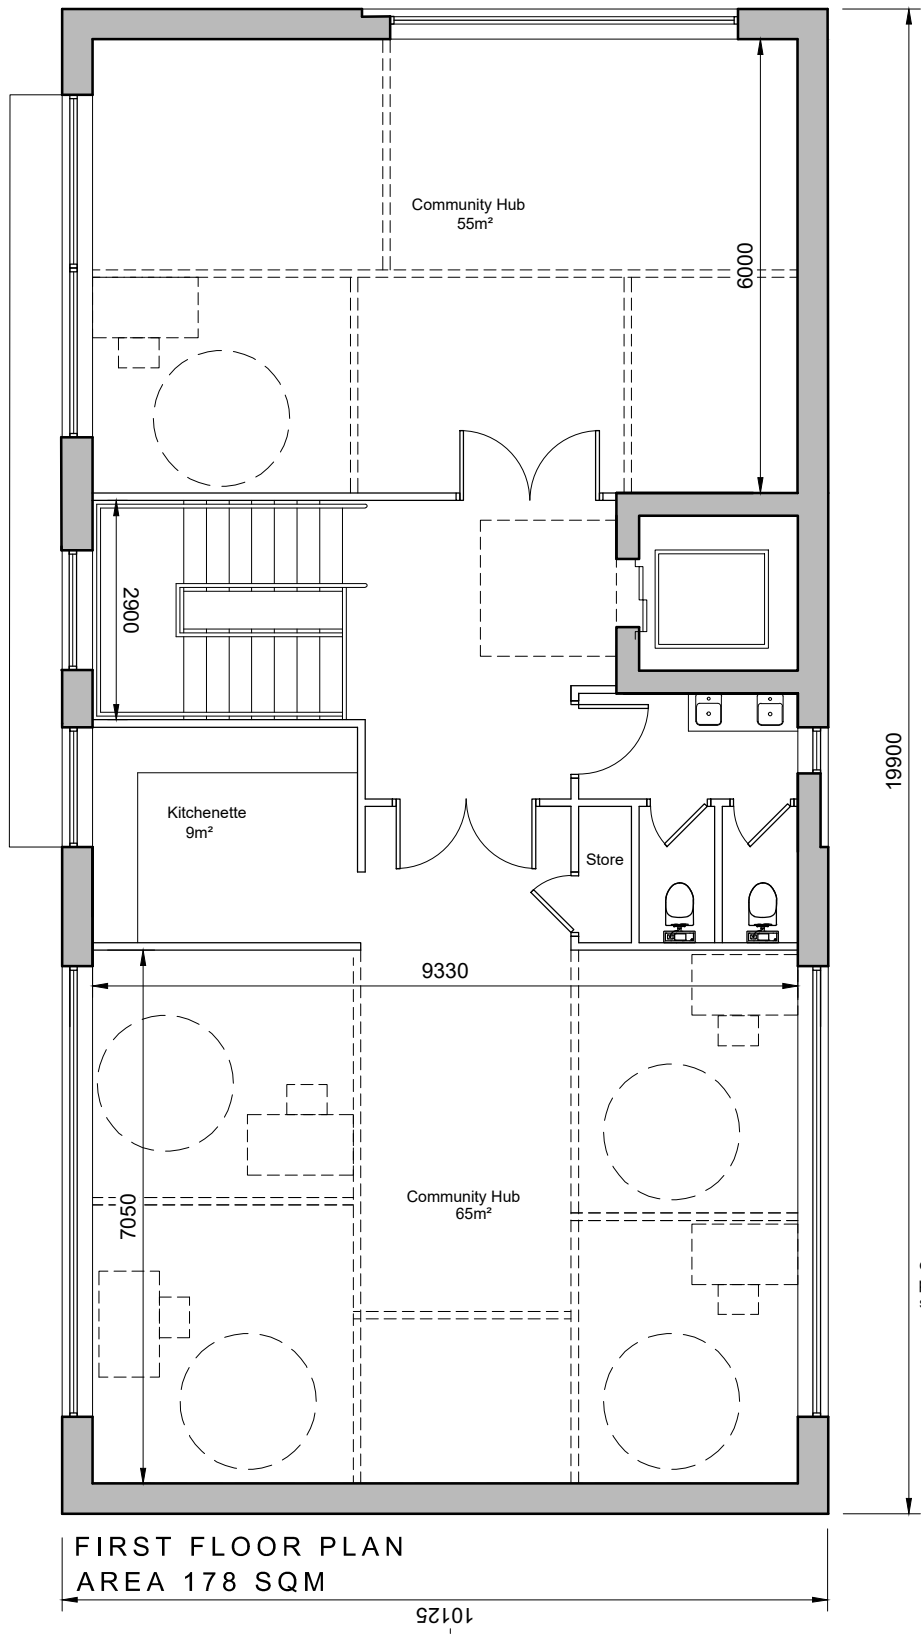 Community Hub
55m²
6000
2900
19900
Kitchenette
9m²
Store
9330
7050
Community Hub
65m²
FIRST FLOOR PLAN
AREA 178 SQM
10125